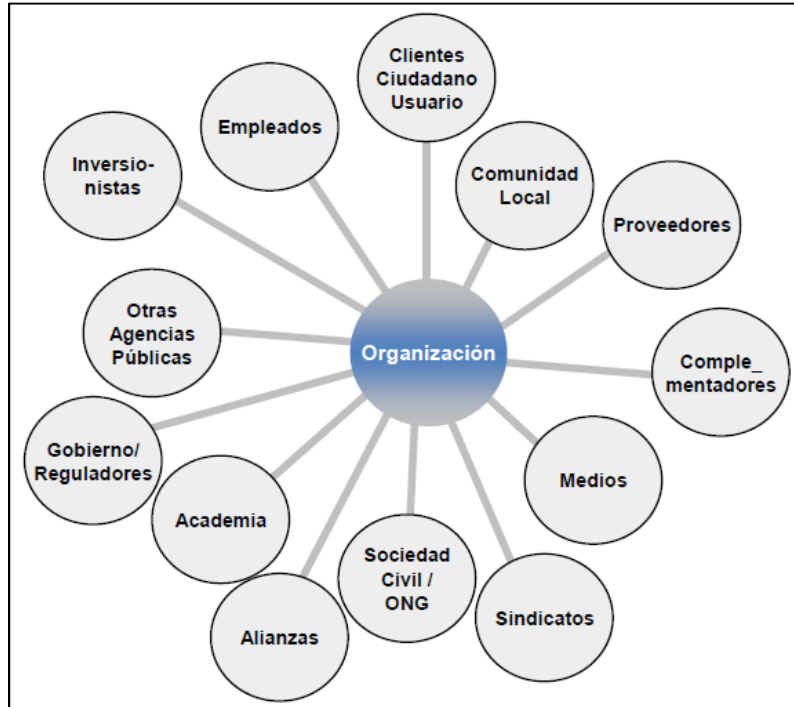 Clientes
Ciudadano
Usuario
Empleados
Inversio-
nistas
Comunidad
Local
Proveedores
Otras
Agencias
Públicas
Organización
Comple_
mentadores
Gobierno/
Reguladores
Academia
Medios
Sociedad
Civil /
ONG
Alianzas
Sindicatos